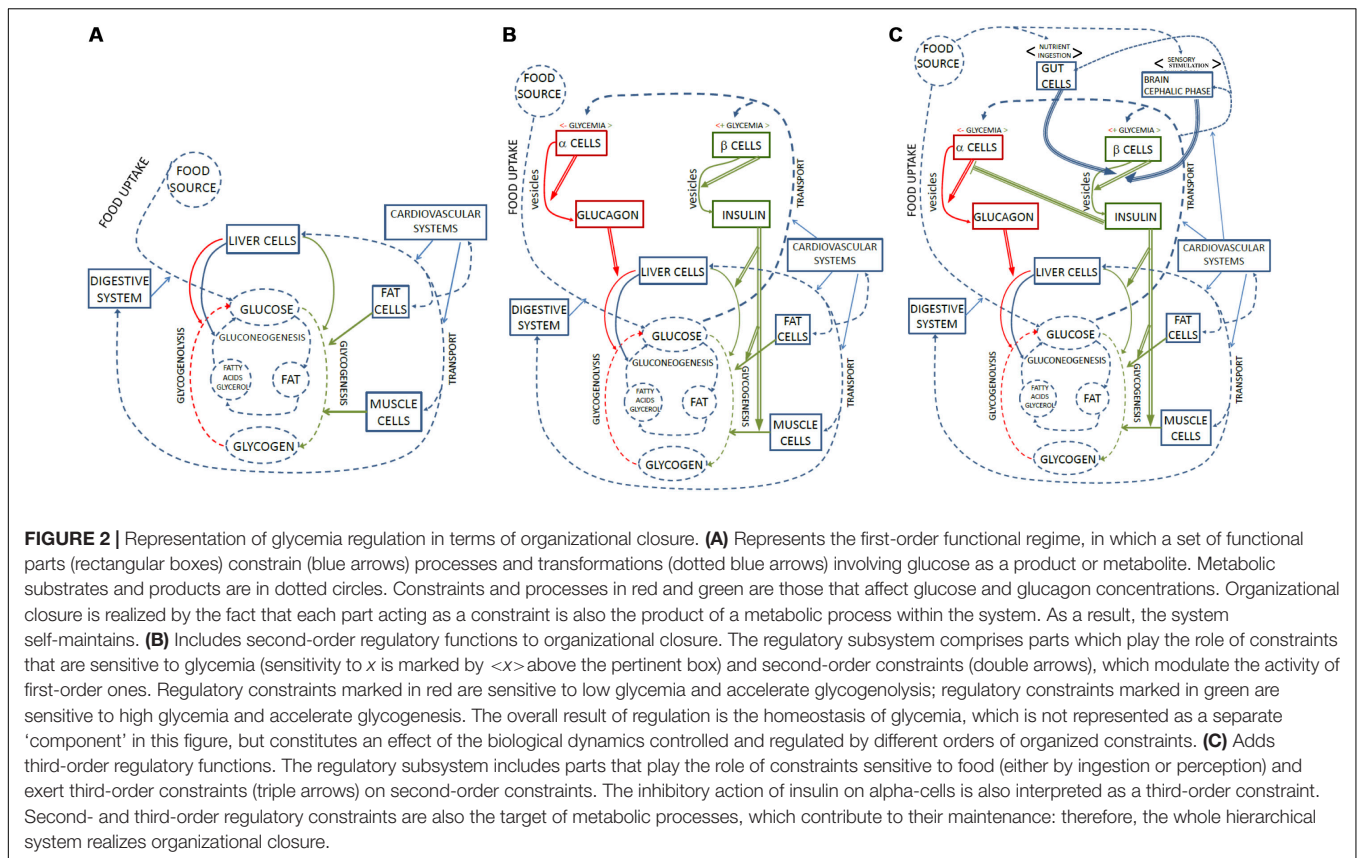 A
FOOD
SOURCE
FOOD UPTAKE
CARDIOVASCULAR
SYSTEMS
LIVER CELLS
DIGESTIVE
SYSTEM
FAT
CELLS
GLUCOSE
GLUCONEOGENESIS
GLYCOGENOLYSIS
GLYCOGENESIS
TRANSPORT
FATTY
ACIDS
GLYCEROL
FAT
MUSCLE
CELLS
GLYCOGEN
B
FOOD
SOURCE
<- GLYCEMIA >
α CELLS
<+ GLYCEMIA >
β CELLS
FOOD UPTAKE
vesicles
vesicles
TRANSPORT
GLUCAGON
INSULIN
CARDIOVASCULAR
SYSTEMS
LIVER CELLS
DIGESTIVE
SYSTEM
FAT
CELLS
GLUCOSE
GLUCONEOGENESIS
GLYCOGENOLYSIS
GLYCOGENESIS
TRANSPORT
FATTY
ACIDS
GLYCEROL
FAT
MUSCLE
CELLS
GLYCOGEN
C
FOOD
SOURCE
< NUTRIENT >
INGESTION
GUT
CELLS
< SENSORY >
STIMULATION
BRAIN
CEPHALIC PHASE
<- GLYCEMIA >
α CELLS
<+ GLYCEMIA >
β CELLS
FOOD UPTAKE
vesicles
vesicles
TRANSPORT
GLUCAGON
INSULIN
CARDIOVASCULAR
SYSTEMS
LIVER CELLS
DIGESTIVE
SYSTEM
FAT
CELLS
GLUCOSE
GLUCONEOGENESIS
GLYCOGENOLYSIS
GLYCOGENESIS
TRANSPORT
FATTY
ACIDS
GLYCEROL
FAT
MUSCLE
CELLS
GLYCOGEN
FIGURE 2 | Representation of glycemia regulation in terms of organizational closure. (A) Represents the first-order functional regime, in which a set of functional
parts (rectangular boxes) constrain (blue arrows) processes and transformations (dotted blue arrows) involving glucose as a product or metabolite. Metabolic
substrates and products are in dotted circles. Constraints and processes in red and green are those that affect glucose and glucagon concentrations. Organizational
closure is realized by the fact that each part acting as a constraint is also the product of a metabolic process within the system. As a result, the system
self-maintains. (B) Includes second-order regulatory functions to organizational closure. The regulatory subsystem comprises parts which play the role of constraints
that are sensitive to glycemia (sensitivity to x is marked by <x>above the pertinent box) and second-order constraints (double arrows), which modulate the activity of
first-order ones. Regulatory constraints marked in red are sensitive to low glycemia and accelerate glycogenolysis; regulatory constraints marked in green are
sensitive to high glycemia and accelerate glycogenesis. The overall result of regulation is the homeostasis of glycemia, which is not represented as a separate
‘component’ in this figure, but constitutes an effect of the biological dynamics controlled and regulated by different orders of organized constraints. (C) Adds
third-order regulatory functions. The regulatory subsystem includes parts that play the role of constraints sensitive to food (either by ingestion or perception) and
exert third-order constraints (triple arrows) on second-order constraints. The inhibitory action of insulin on alpha-cells is also interpreted as a third-order constraint.
Second- and third-order regulatory constraints are also the target of metabolic processes, which contribute to their maintenance: therefore, the whole hierarchical
system realizes organizational closure.